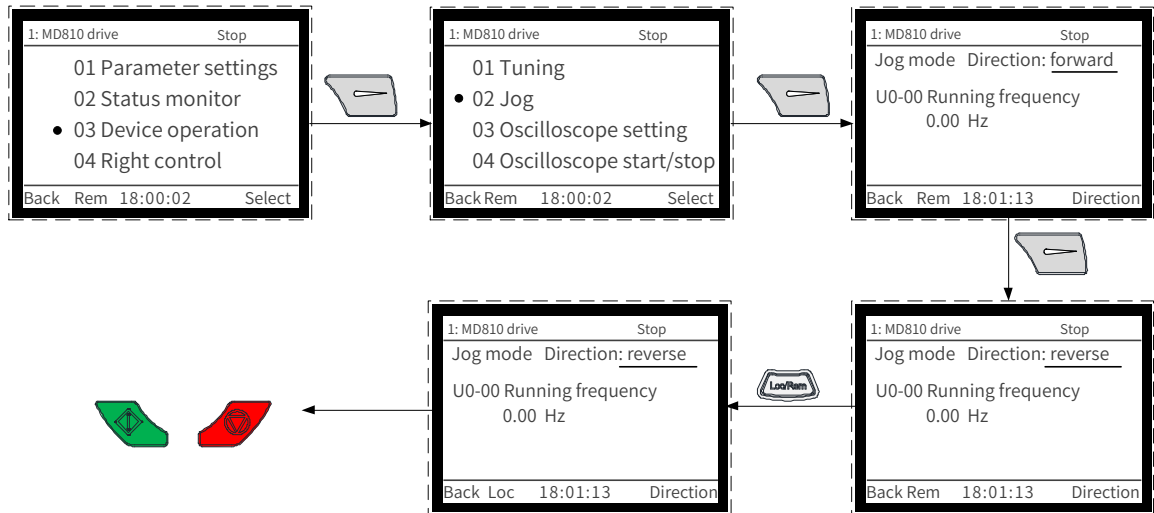 1: MD810 drive Stop
01 Parameter settings
02 Status monitor
● 03 Device operation
04 Right control
Back Rem 18:00:02 Select
1: MD810 drive Stop
01 Tuning
● 02 Jog
03 Oscilloscope setting
04 Oscilloscope start/stop
Back Rem 18:00:02 Select
1: MD810 drive Stop
Jog mode Direction: forward
U0-00 Running frequency
0.00 Hz
Back Rem 18:01:13 Direction
1: MD810 drive Stop
Jog mode Direction: reverse
U0-00 Running frequency
0.00 Hz
Back Rem 18:01:13 Direction
Loc/Rem
1: MD810 drive Stop
Jog mode Direction: reverse
U0-00 Running frequency
0.00 Hz
Back Loc 18:01:13 Direction